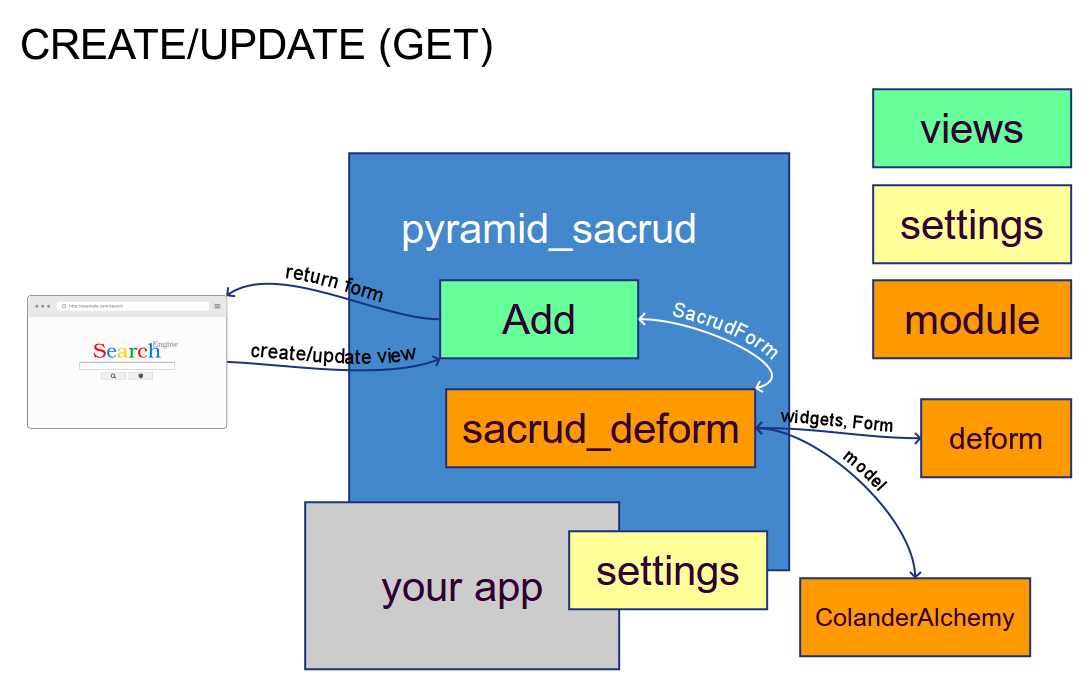 CREATE/UPDATE (GET)
views
settings
module
pyramid_sacrud
return form
Add
SacrudForm
http://example.com/search
Search
Engine
create/update view
sacrud_deform
widgets, Form
deform
model
your app
settings
ColanderAlchemy